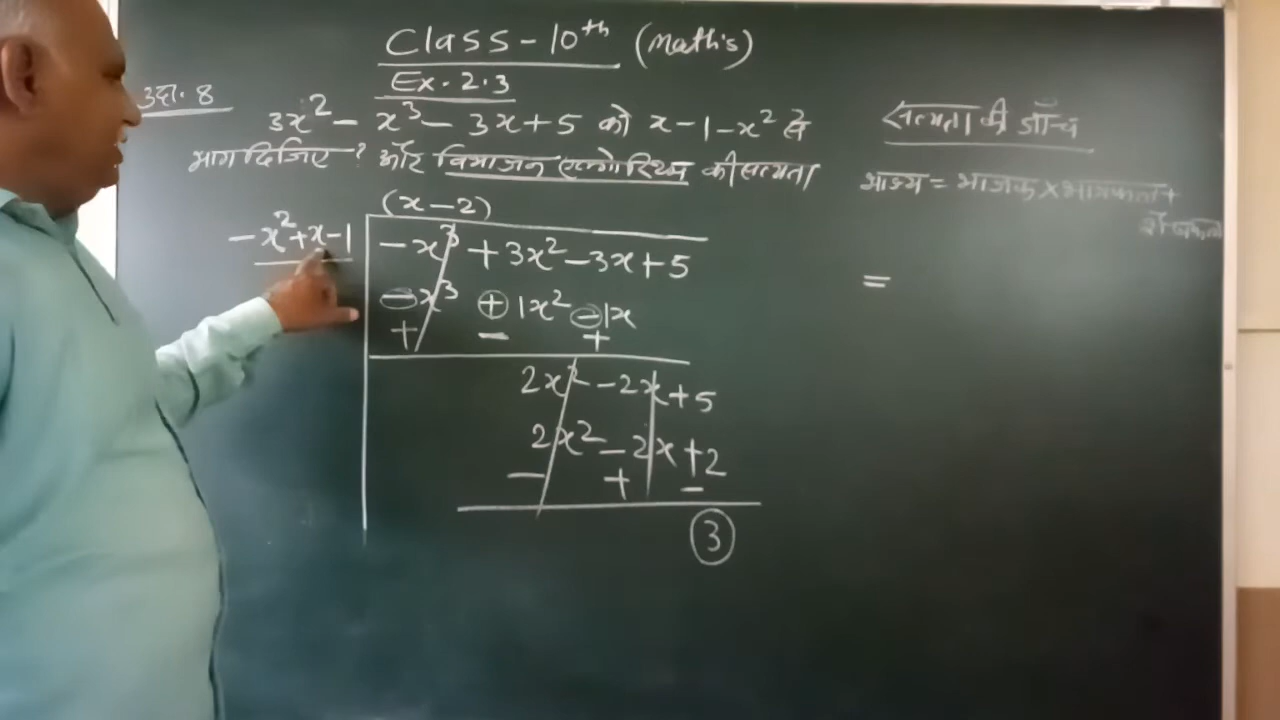 Class-10th (Maths)
Ex. 2.3
उदा. 8
3x² - x³ - 3x + 5 को x - 1 - x² से
भाग दिजिए ? और विभाजन एल्गोरिथ्म की सत्यता
(x - 2)
-x² + x - 1
-x³ + 3x² - 3x + 5
-x³ + 1x² - 1x
+ - +
2x² - 2x + 5
2x² - 2x + 2
- + -
3
सत्यता की जाँच
भाज्य = भाजक × भागफल +
शेषफल
=